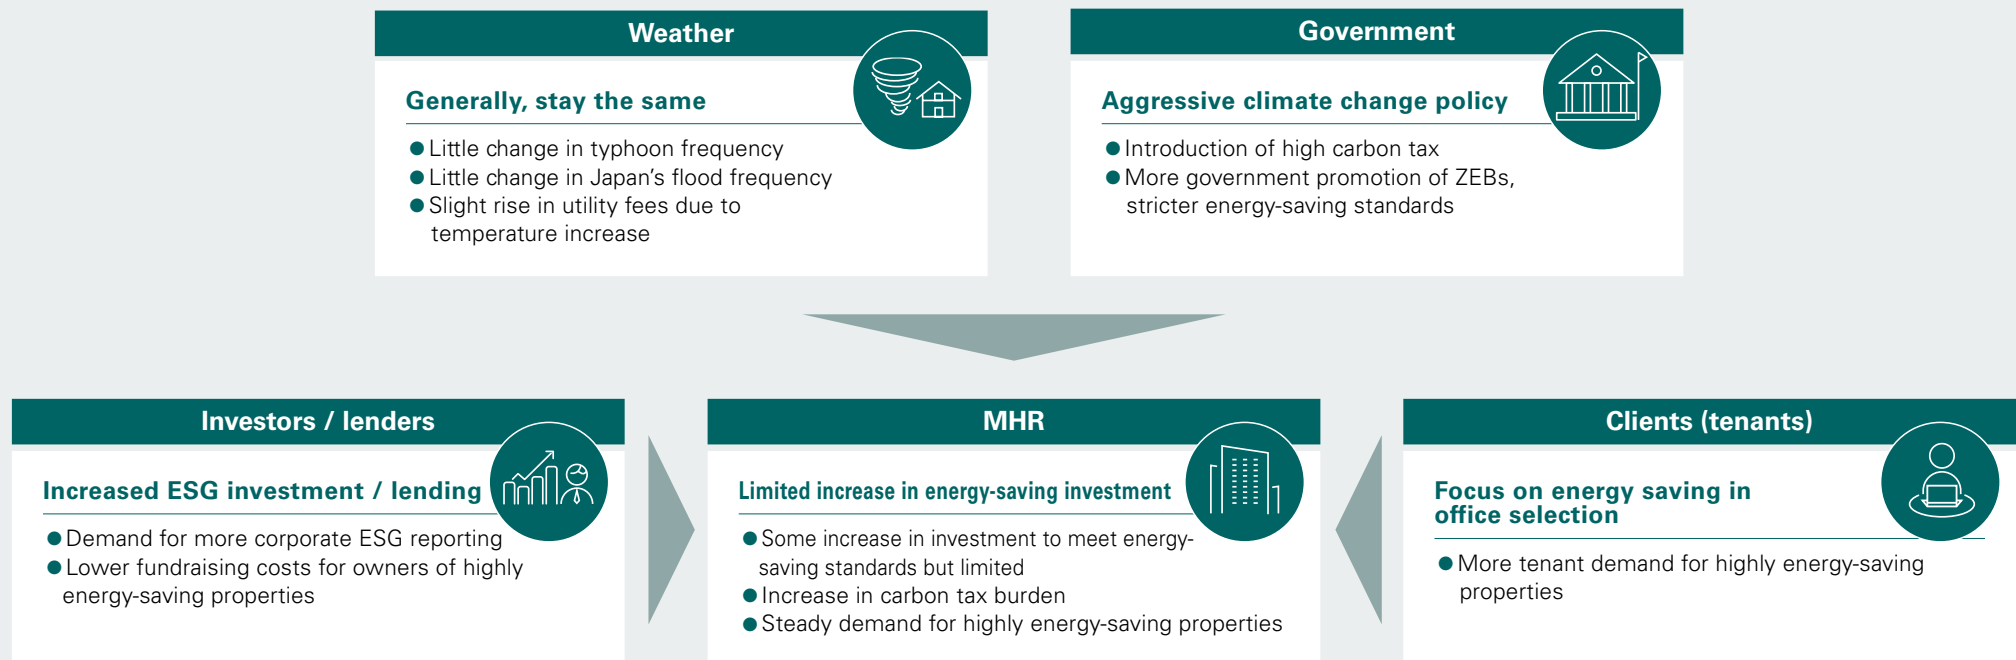 Weather
Generally, stay the same
● Little change in typhoon frequency
● Little change in Japan's flood frequency
● Slight rise in utility fees due to
temperature increase
Government
Aggressive climate change policy
● Introduction of high carbon tax
● More government promotion of ZEBs,
stricter energy-saving standards
Investors / lenders
Increased ESG investment / lending
● Demand for more corporate ESG reporting
● Lower fundraising costs for owners of highly
energy-saving properties
MHR
Limited increase in energy-saving investment
● Some increase in investment to meet energy-
saving standards but limited
● Increase in carbon tax burden
● Steady demand for highly energy-saving properties
Clients (tenants)
Focus on energy saving in
office selection
● More tenant demand for highly energy-saving
properties